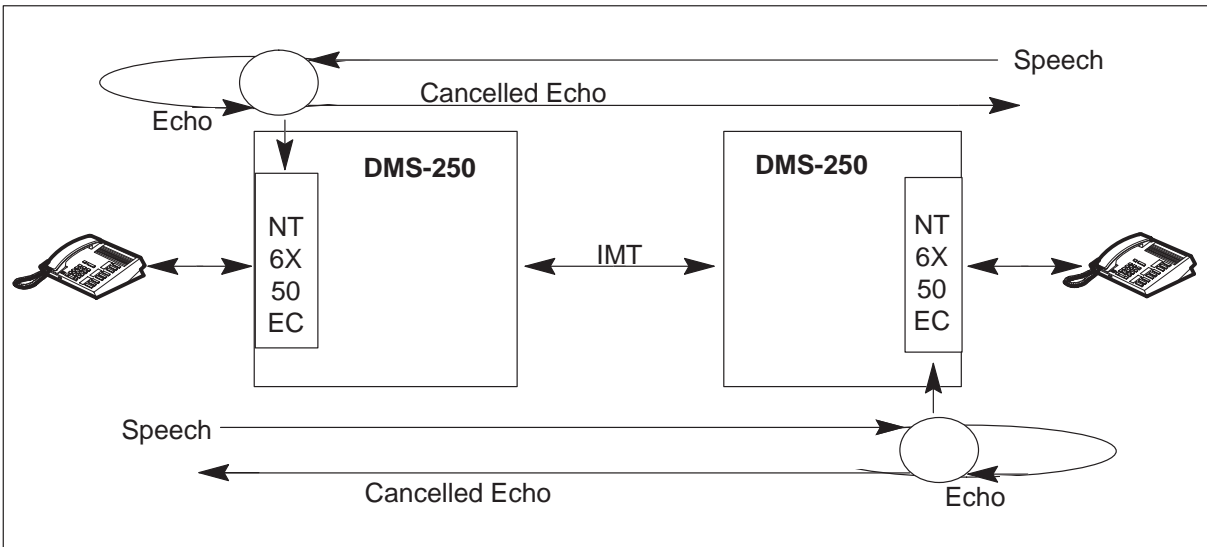 Speech
Cancelled Echo
Echo
DMS-250
DMS-250
NT
6X
50
EC
IMT
NT
6X
50
EC
Speech
Cancelled Echo
Echo